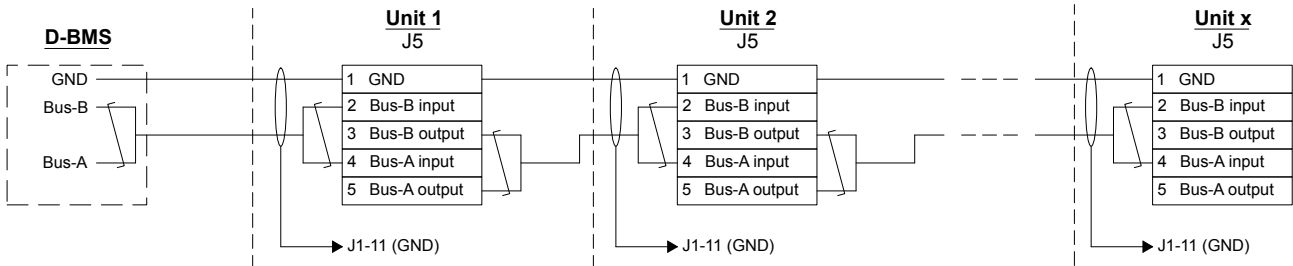 D-BMS
GND
Bus-B
Bus-A
Unit 1
J5
1 GND
2 Bus-B input
3 Bus-B output
4 Bus-A input
5 Bus-A output
J1-11 (GND)
Unit 2
J5
1 GND
2 Bus-B input
3 Bus-B output
4 Bus-A input
5 Bus-A output
J1-11 (GND)
Unit x
J5
1 GND
2 Bus-B input
3 Bus-B output
4 Bus-A input
5 Bus-A output
J1-11 (GND)